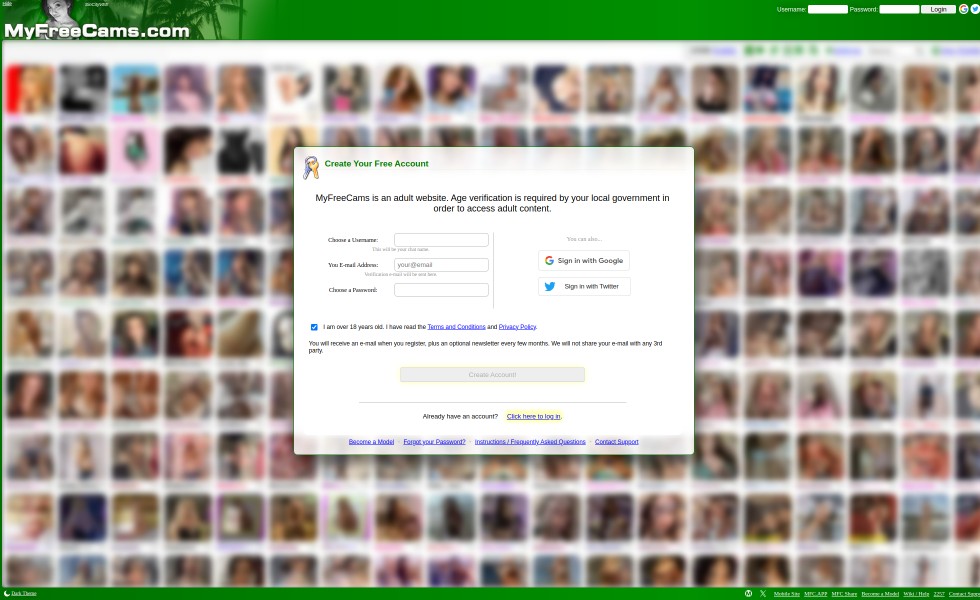 Username: Password: Login
MyFreeCams.com
Create Your Free Account
MyFreeCams is an adult website. Age verification is required by your local government in
order to access adult content.
Choose a Username:
This will be your chat name.
You E-mail Address: your@email
Verification e-mail will be sent here.
Choose a Password:
You can also...
Sign in with Google
Sign in with Twitter
I am over 18 years old. I have read the Terms and Conditions and Privacy Policy.
You will receive an e-mail when you register, plus an optional newsletter every few months. We will not share your e-mail with any 3rd
party.
Create Account!
Already have an account? Click here to log in.
Become a Model · Forgot your Password? · Instructions / Frequently Asked Questions · Contact Support
Dark Theme
Mobile Site MFC.APP MFC Share Become a Model Wiki / Help 2257 Contact